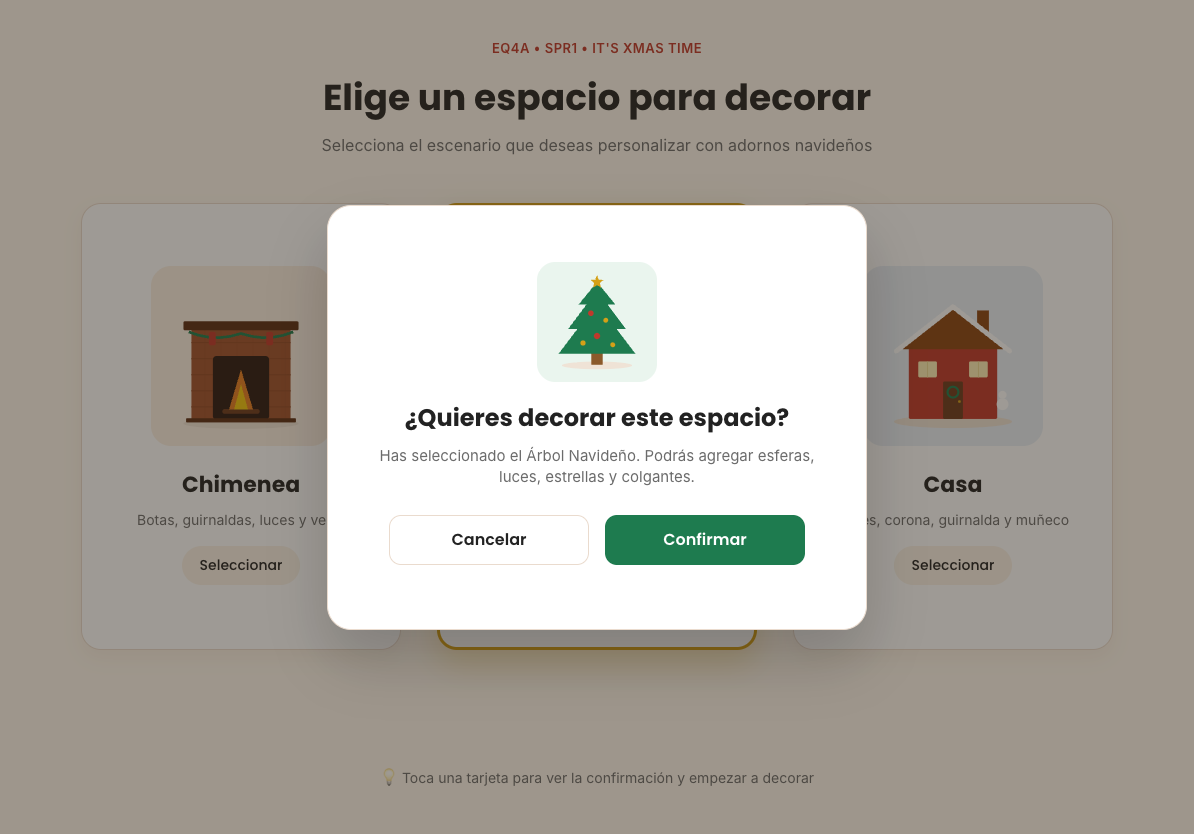 EQ4A • SPR1 • IT'S XMAS TIME
Elige un espacio para decorar
Selecciona el escenario que deseas personalizar con adornos navideños
¿Quieres decorar este espacio?
Has seleccionado el Árbol Navideño. Podrás agregar esferas,
luces, estrellas y colgantes.
Cancelar
Confirmar
Chimenea
Botas, guirnaldas, luces y
Seleccionar
Casa
corona, guirnalda y muñeco
Seleccionar
Toca una tarjeta para ver la confirmación y empezar a decorar